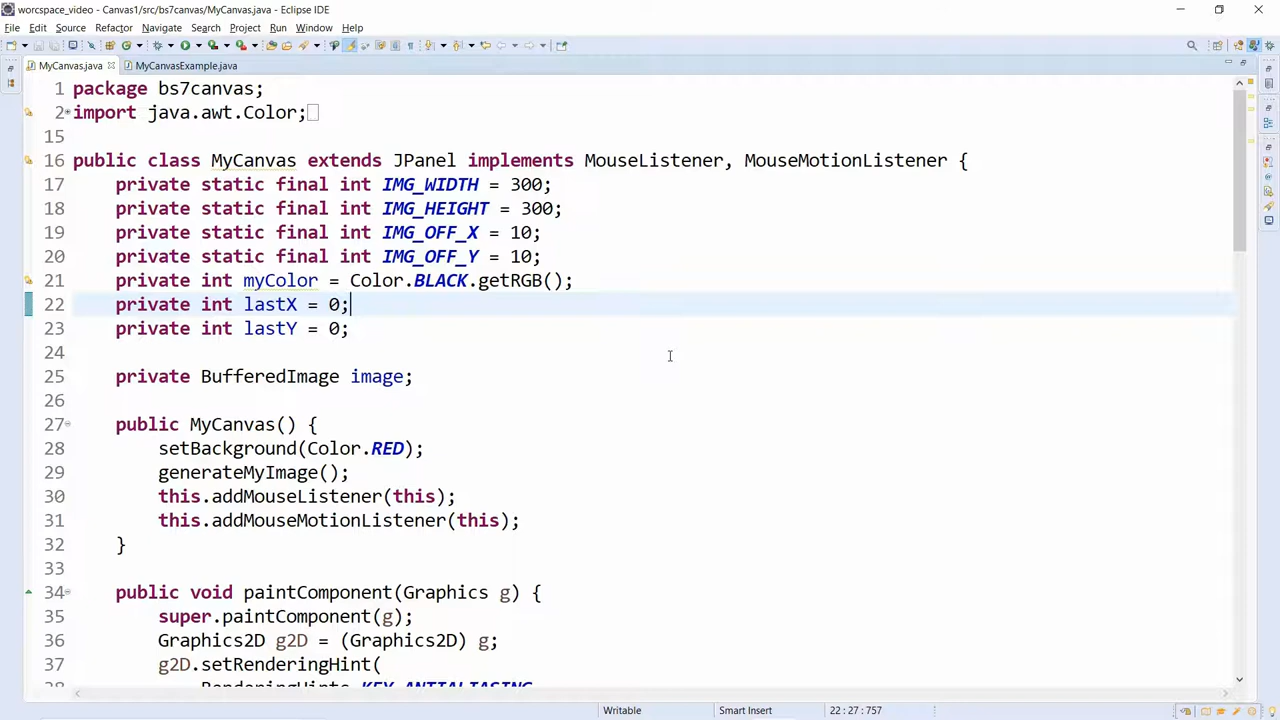 worcspace_video - Canvas1/src/bs7canvas/MyCanvas.java - Eclipse IDE
File Edit Source Refactor Navigate Search Project Run Window Help
MyCanvas.java MyCanvasExample.java
1 package bs7canvas;
2 import java.awt.Color;
15
16 public class MyCanvas extends JPanel implements MouseListener, MouseMotionListener {
17 private static final int IMG_WIDTH = 300;
18 private static final int IMG_HEIGHT = 300;
19 private static final int IMG_OFF_X = 10;
20 private static final int IMG_OFF_Y = 10;
21 private int myColor = Color.BLACK.getRGB();
22 private int lastX = 0;
23 private int lastY = 0;
24
25 private BufferedImage image;
26
27 public MyCanvas() {
28 setBackground(Color.RED);
29 generateMyImage();
30 this.addMouseListener(this);
31 this.addMouseMotionListener(this);
32 }
33
34 public void paintComponent(Graphics g) {
35 super.paintComponent(g);
36 Graphics2D g2D = (Graphics2D) g;
37 g2D.setRenderingHint(
38 RenderingHints.KEY_ANTIALIASING
Writable Smart Insert 22 : 27 : 757